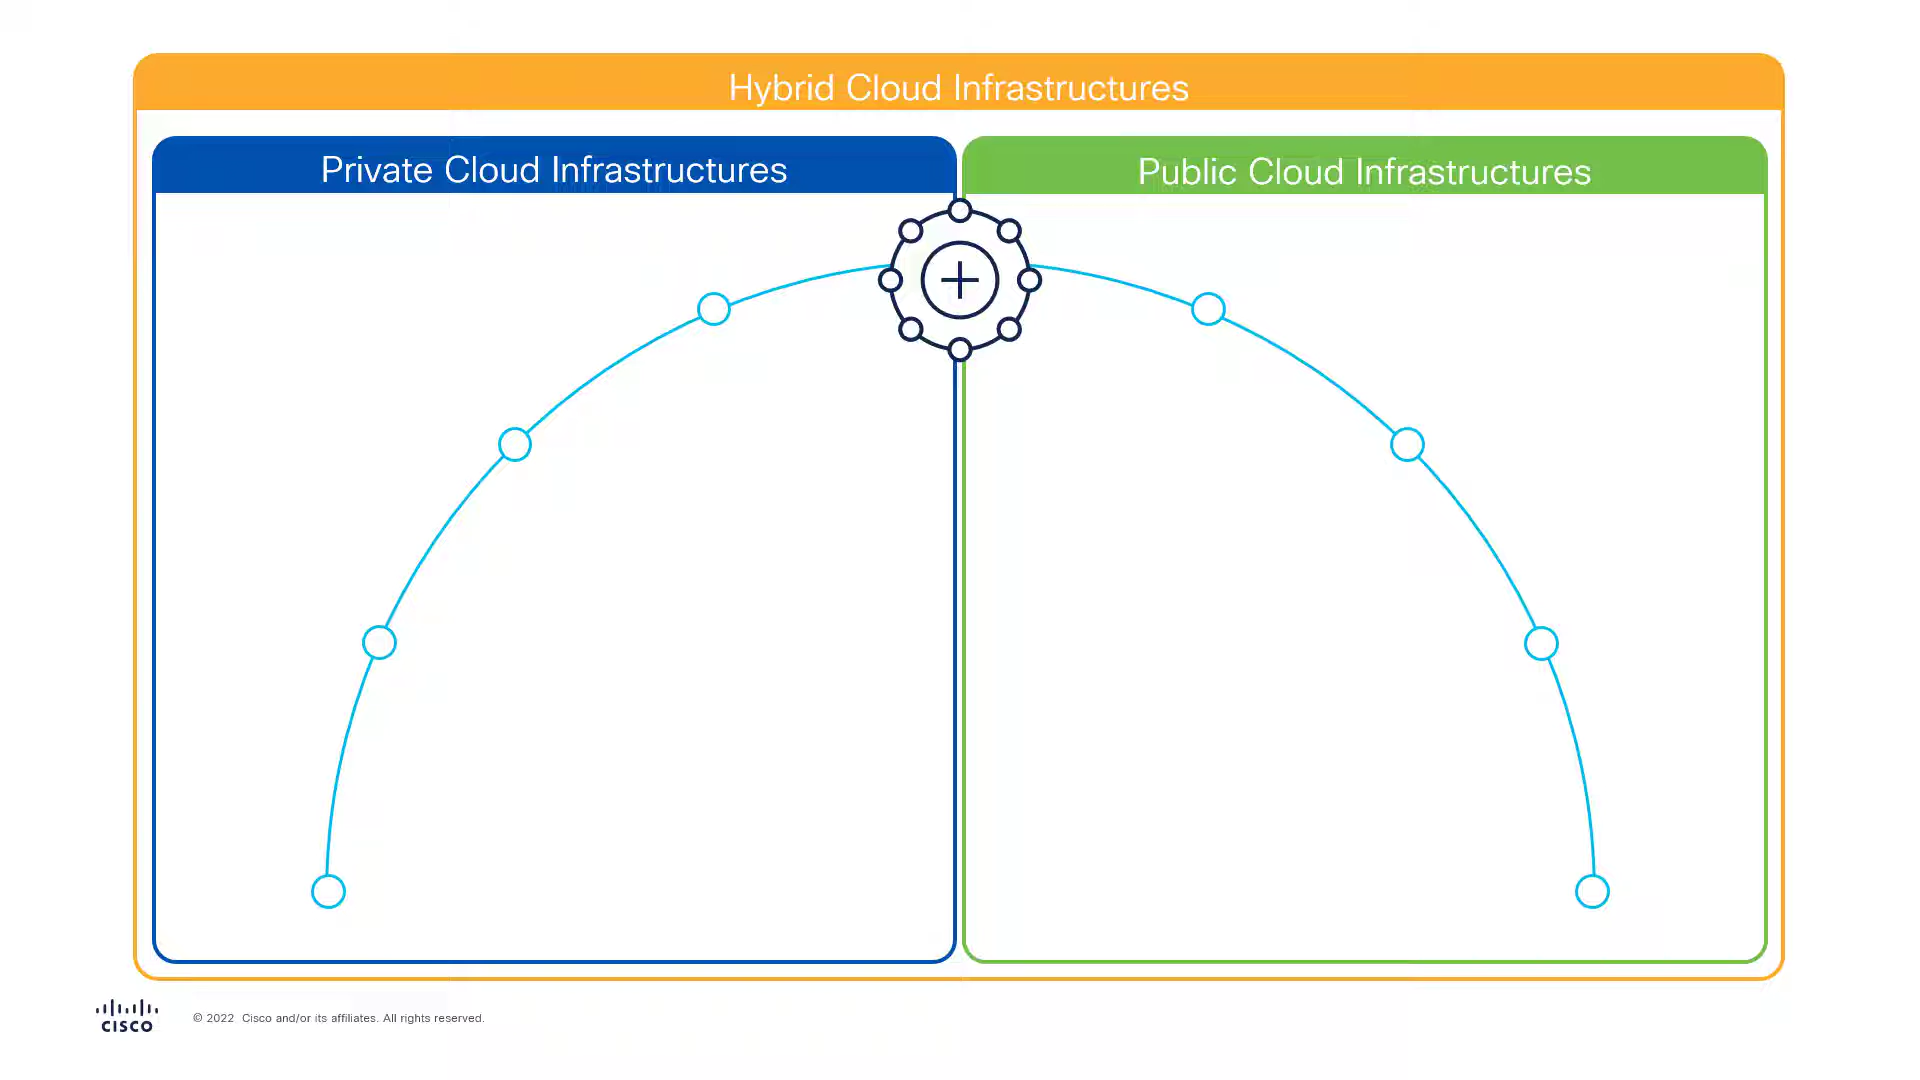 Hybrid Cloud Infrastructures
Private Cloud Infrastructures
Public Cloud Infrastructures
CISCO
© 2022 Cisco and/or its affiliates. All rights reserved.